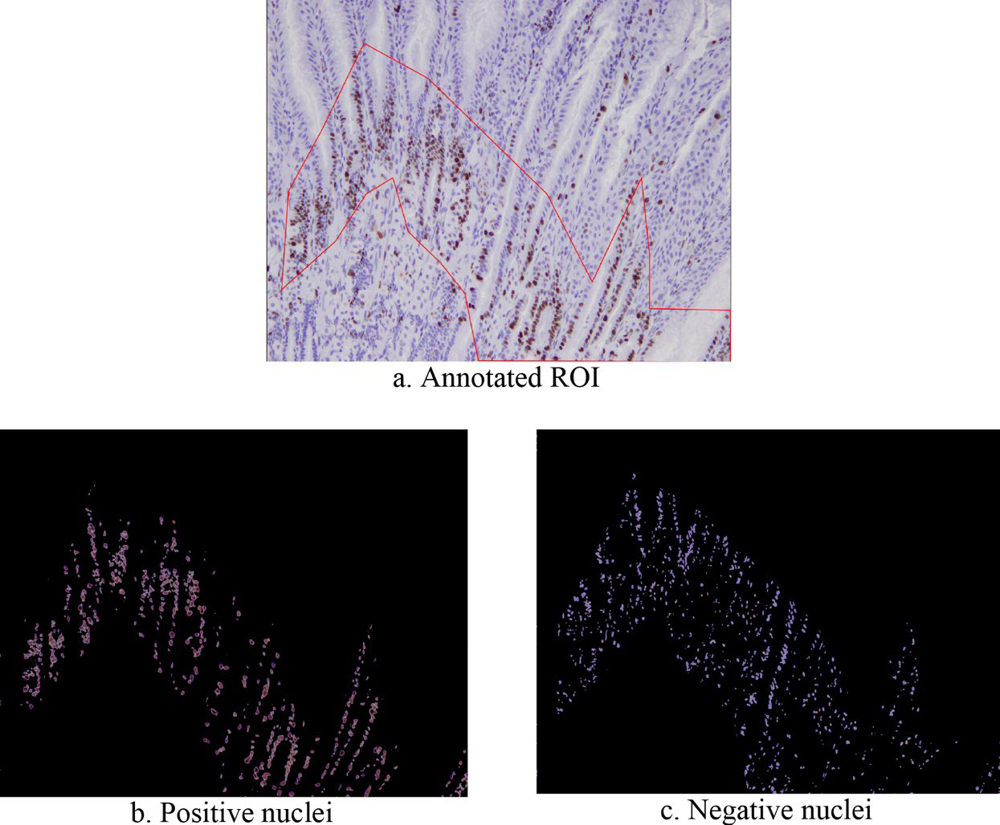 a. Annotated ROI
b. Positive nuclei
c. Negative nuclei